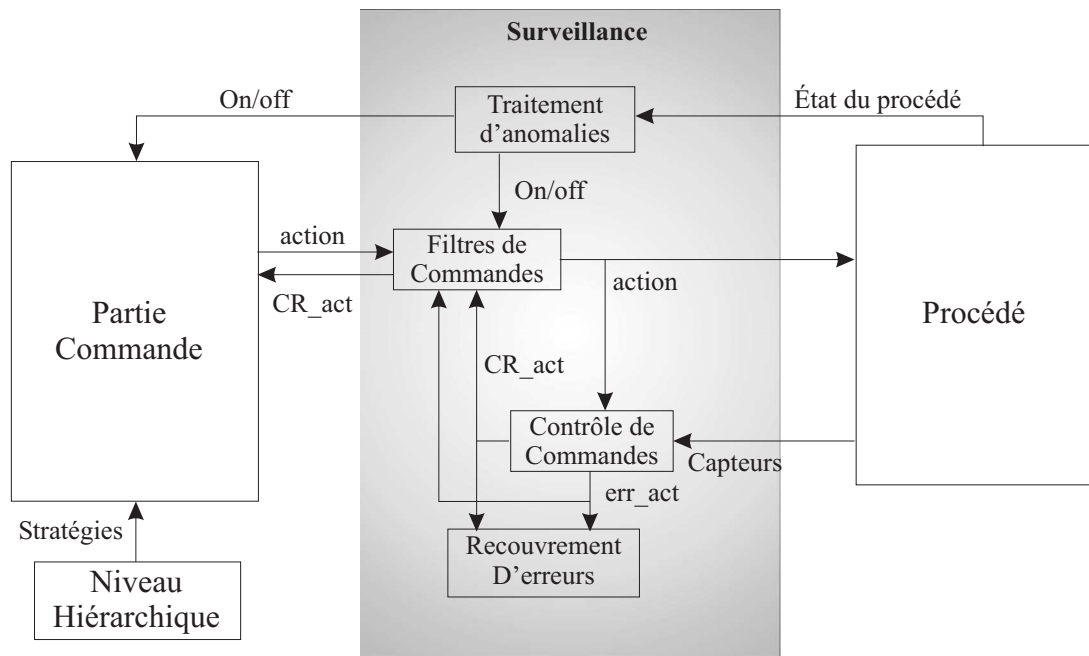 Surveillance
On/off
Traitement
d’anomalies
État du procédé
On/off
action
Filtres de
Commandes
action
CR_act
Partie
Commande
Procédé
CR_act
Contrôle de
Commandes
Capteurs
err_act
Stratégies
Recouvrement
D’erreurs
Niveau
Hiérarchique